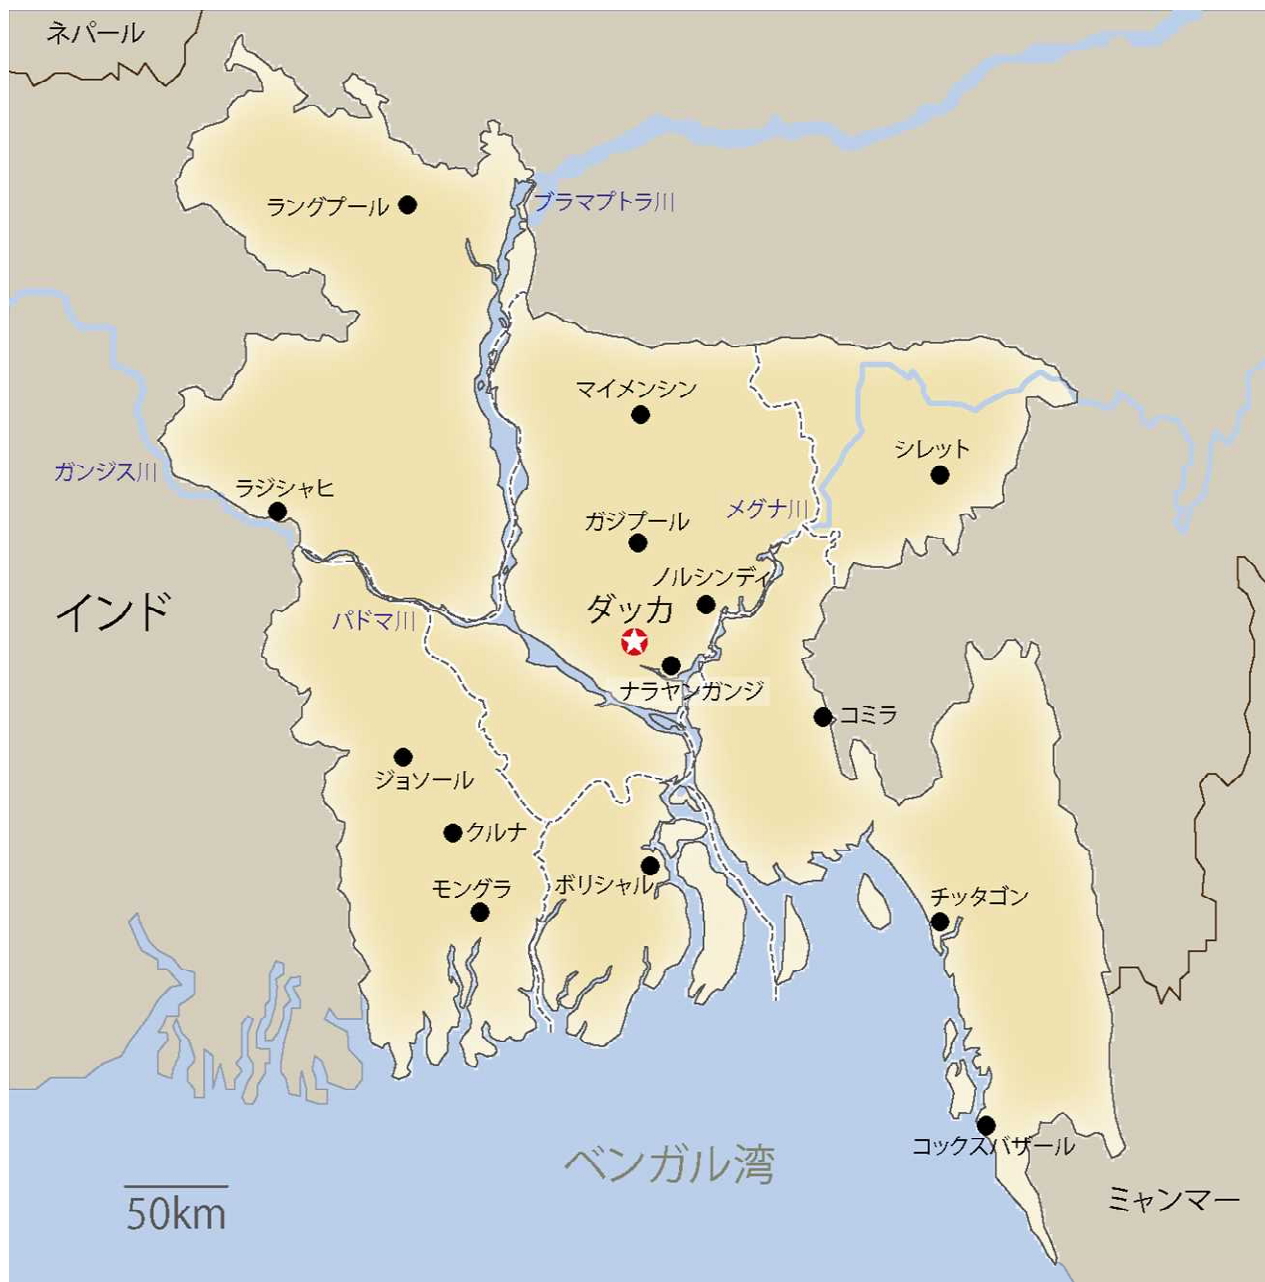 ネパール
ラングプール
ブラマプトラ川
マイメンシン
シレット
ガンジス川
ラジシャヒ
メグナ川
ガジプール
ノルシンディ
インド
ダッカ
パドマ川
ナラヤンガンジ
コミラ
ジョソール
クルナ
モングラ
ボリシャル
チッタゴン
コックスバザール
ベンガル湾
ミャンマー
50km